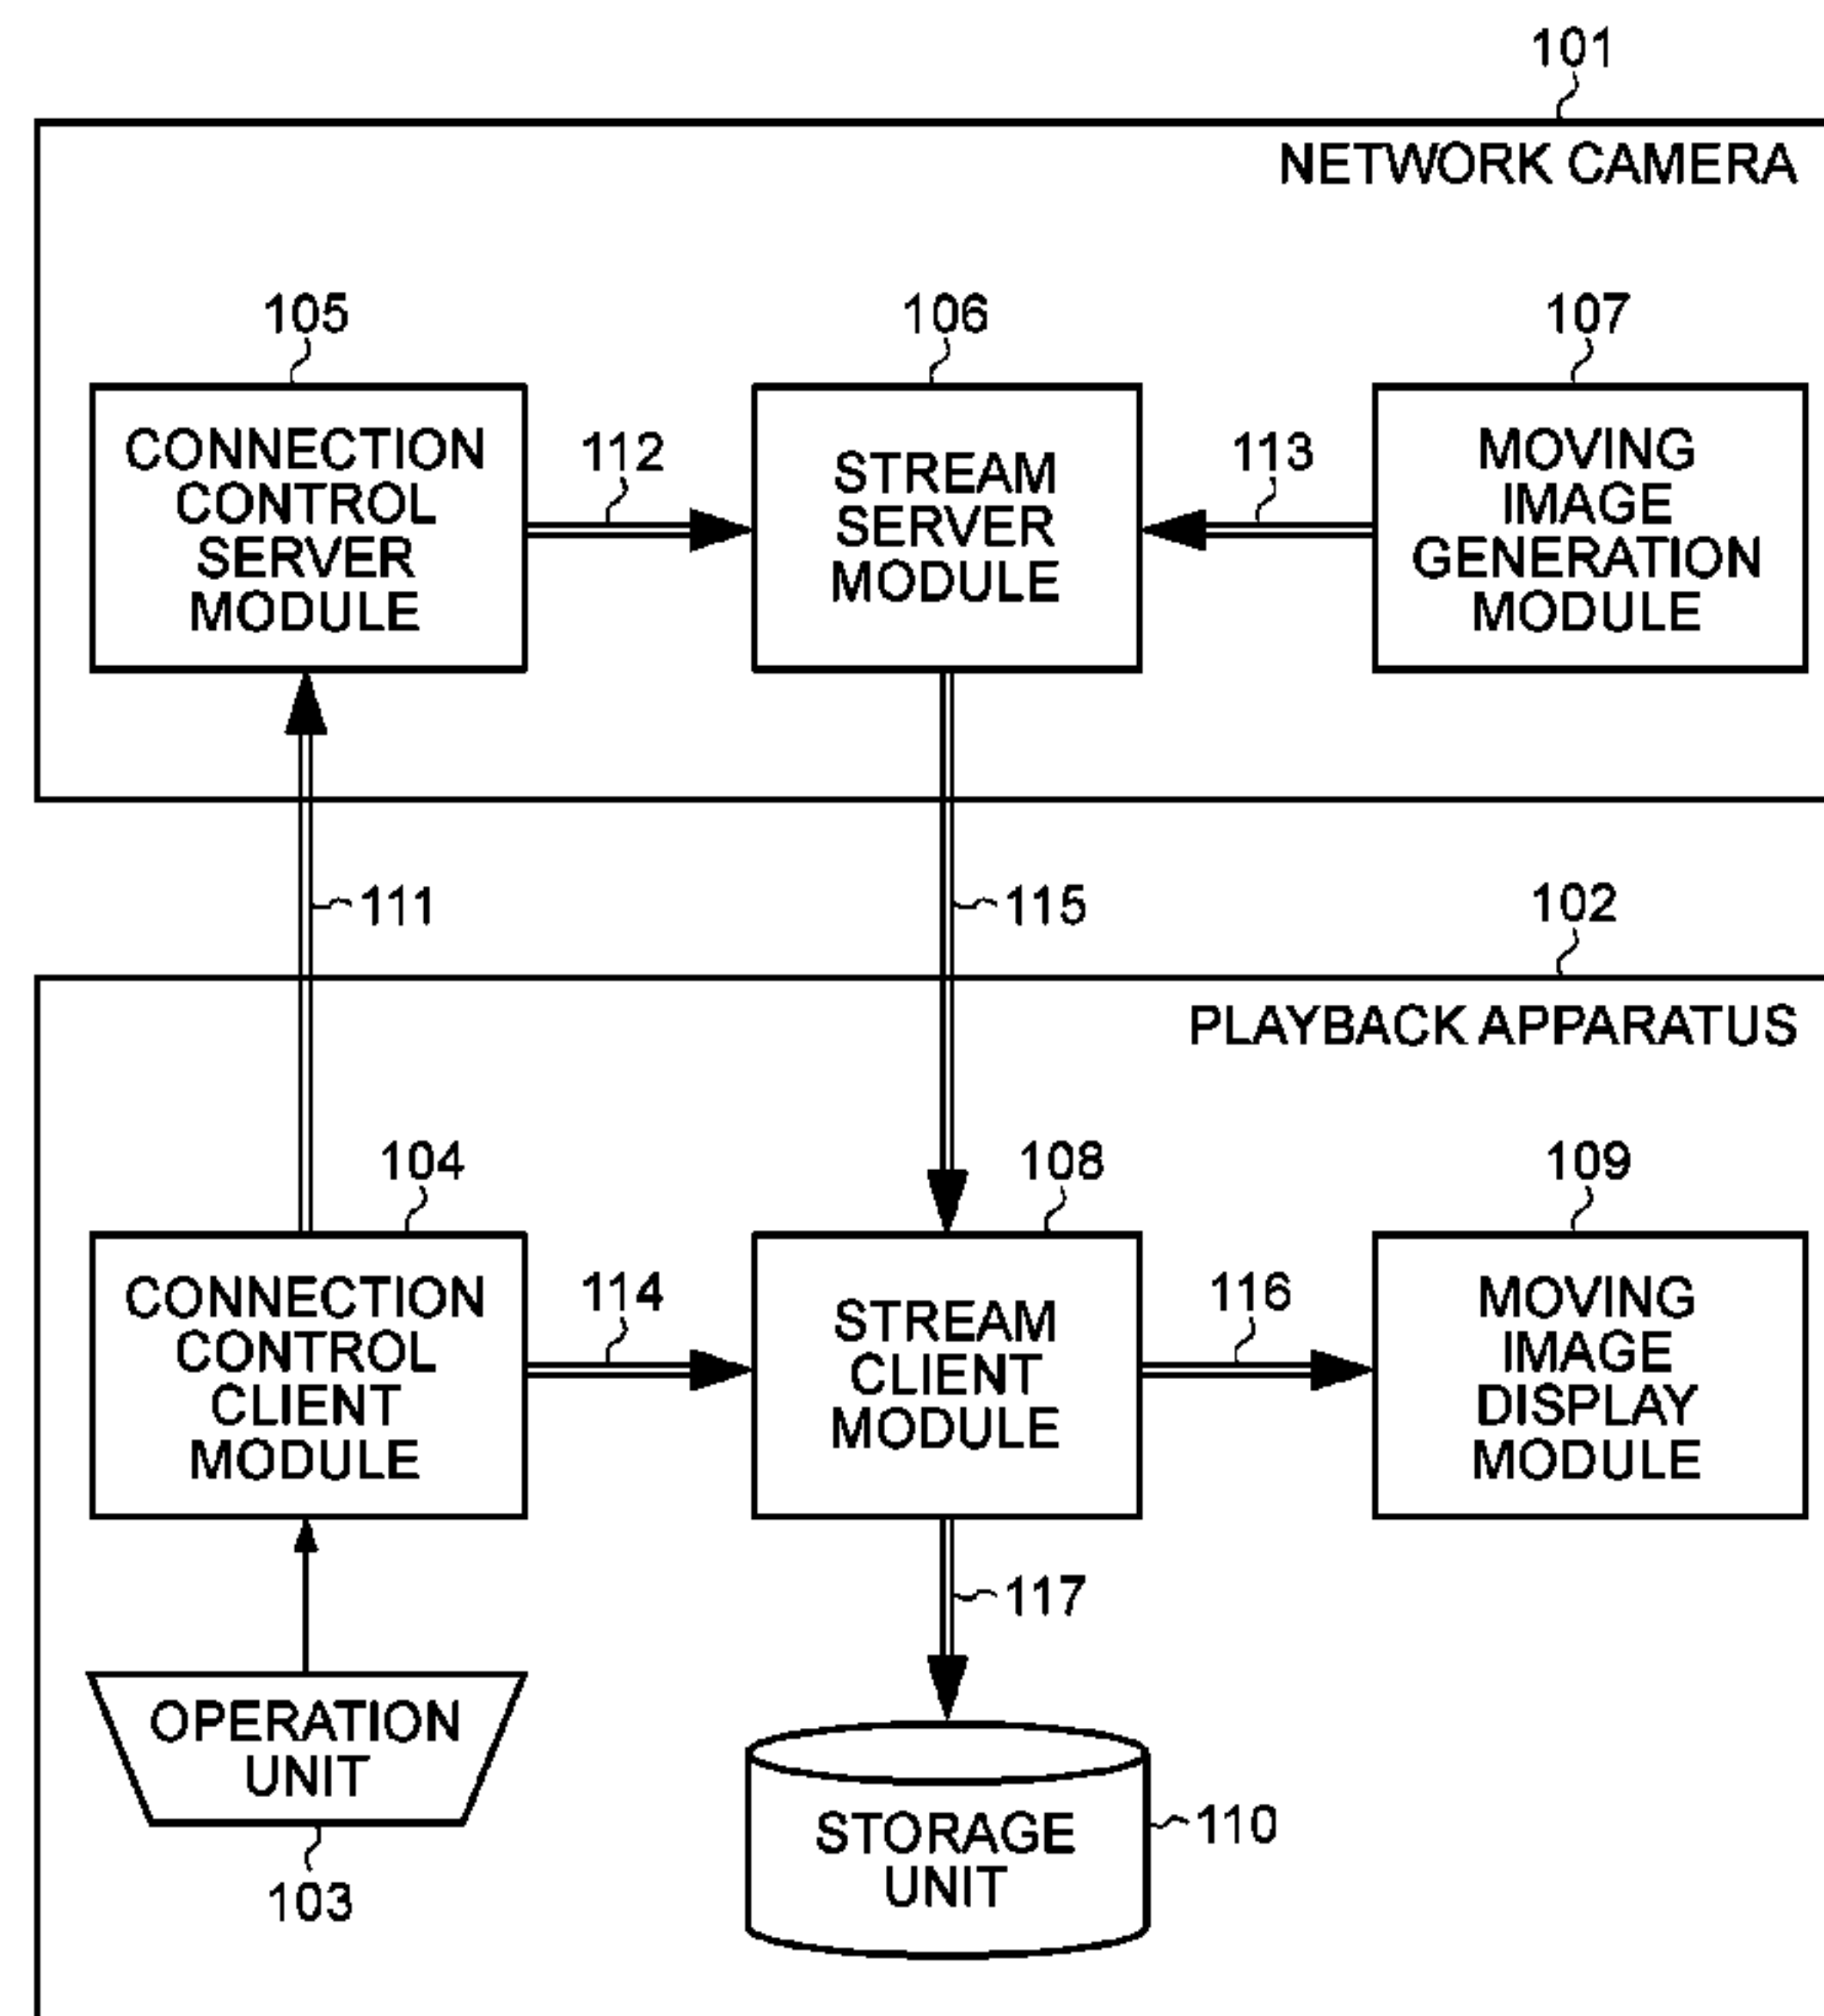 101
NETWORK CAMERA
105
106
107
CONNECTION
CONTROL
SERVER
MODULE
112
STREAM
SERVER
MODULE
113
MOVING
IMAGE
GENERATION
MODULE
111
115
102
PLAYBACK APPARATUS
104
108
109
CONNECTION
CONTROL
CLIENT
MODULE
114
STREAM
CLIENT
MODULE
116
MOVING
IMAGE
DISPLAY
MODULE
117
OPERATION
UNIT
103
STORAGE
UNIT
110